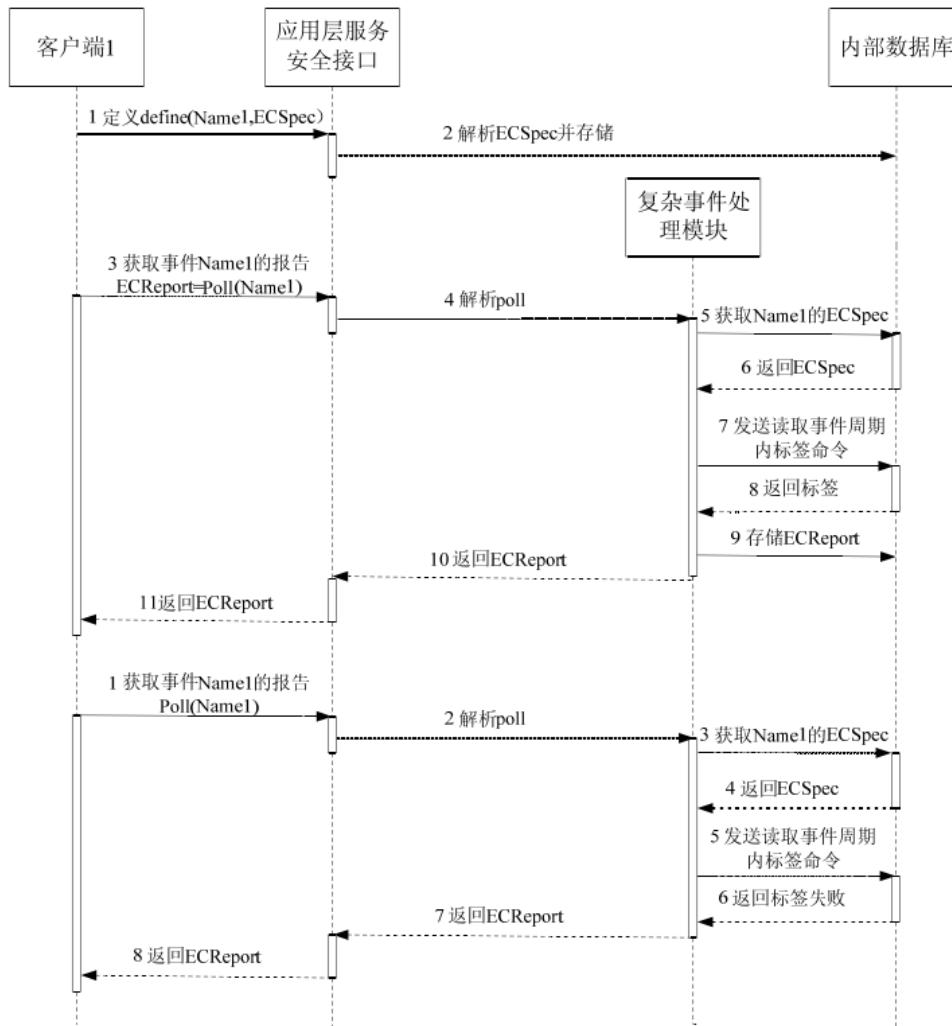 客户端1
应用层服务
安全接口
内部数据库
1 定义define(Name1,ECSpec)
2 解析ECSpec并存储
复杂事件处
理模块
3 获取事件Name1的报告
ECReport=Poll(Name1)
4 解析poll
5 获取Name1的ECSpec
6 返回ECSpec
7 发送读取事件周期
内标签命令
8 返回标签
9 存储ECReport
10 返回ECReport
11返回ECReport
1 获取事件Name1的报告
Poll(Name1)
2 解析poll
3 获取Name1的ECSpec
4 返回ECSpec
5 发送读取事件周期
内标签命令
6 返回标签失败
7 返回ECReport
8 返回ECReport